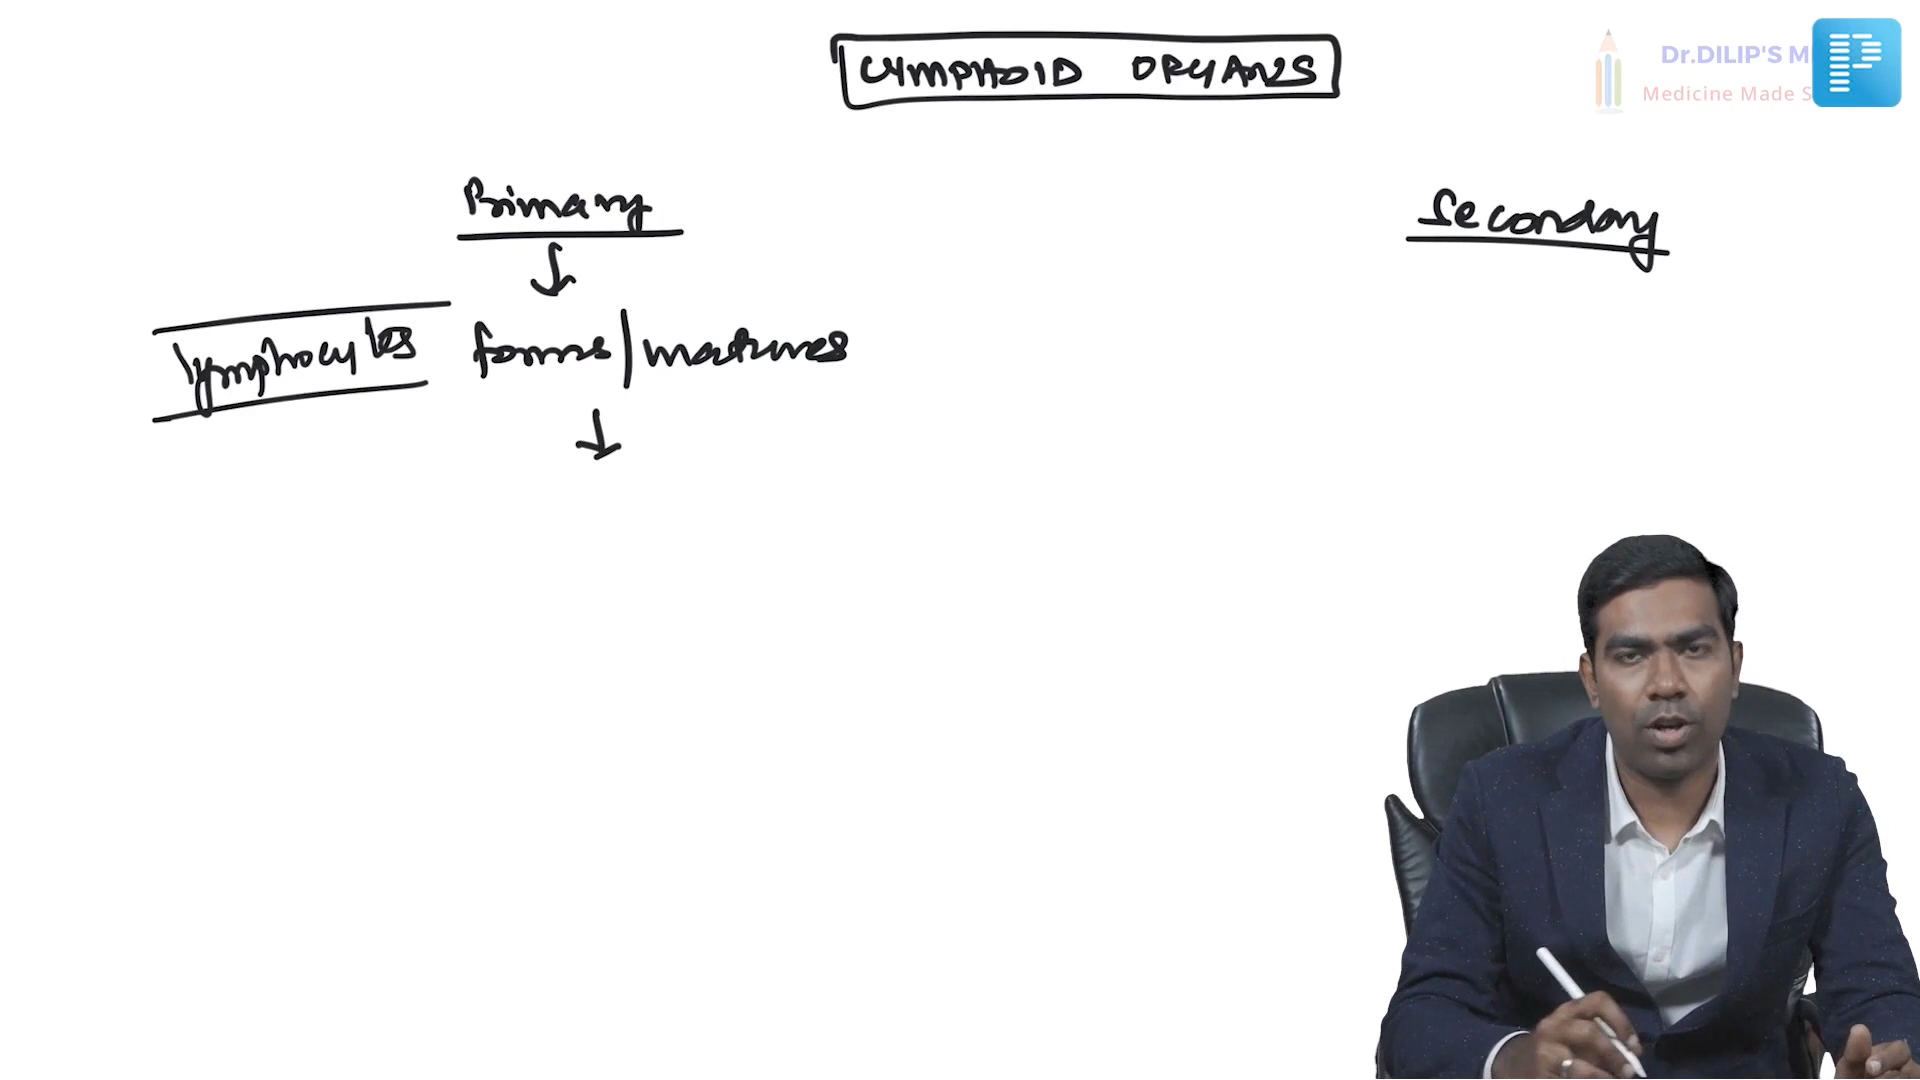 LYMPHOID ORGANS
Dr.DILIP'S M
Medicine Made S
P
Primary
Secondary
lymphocytes forms/matures